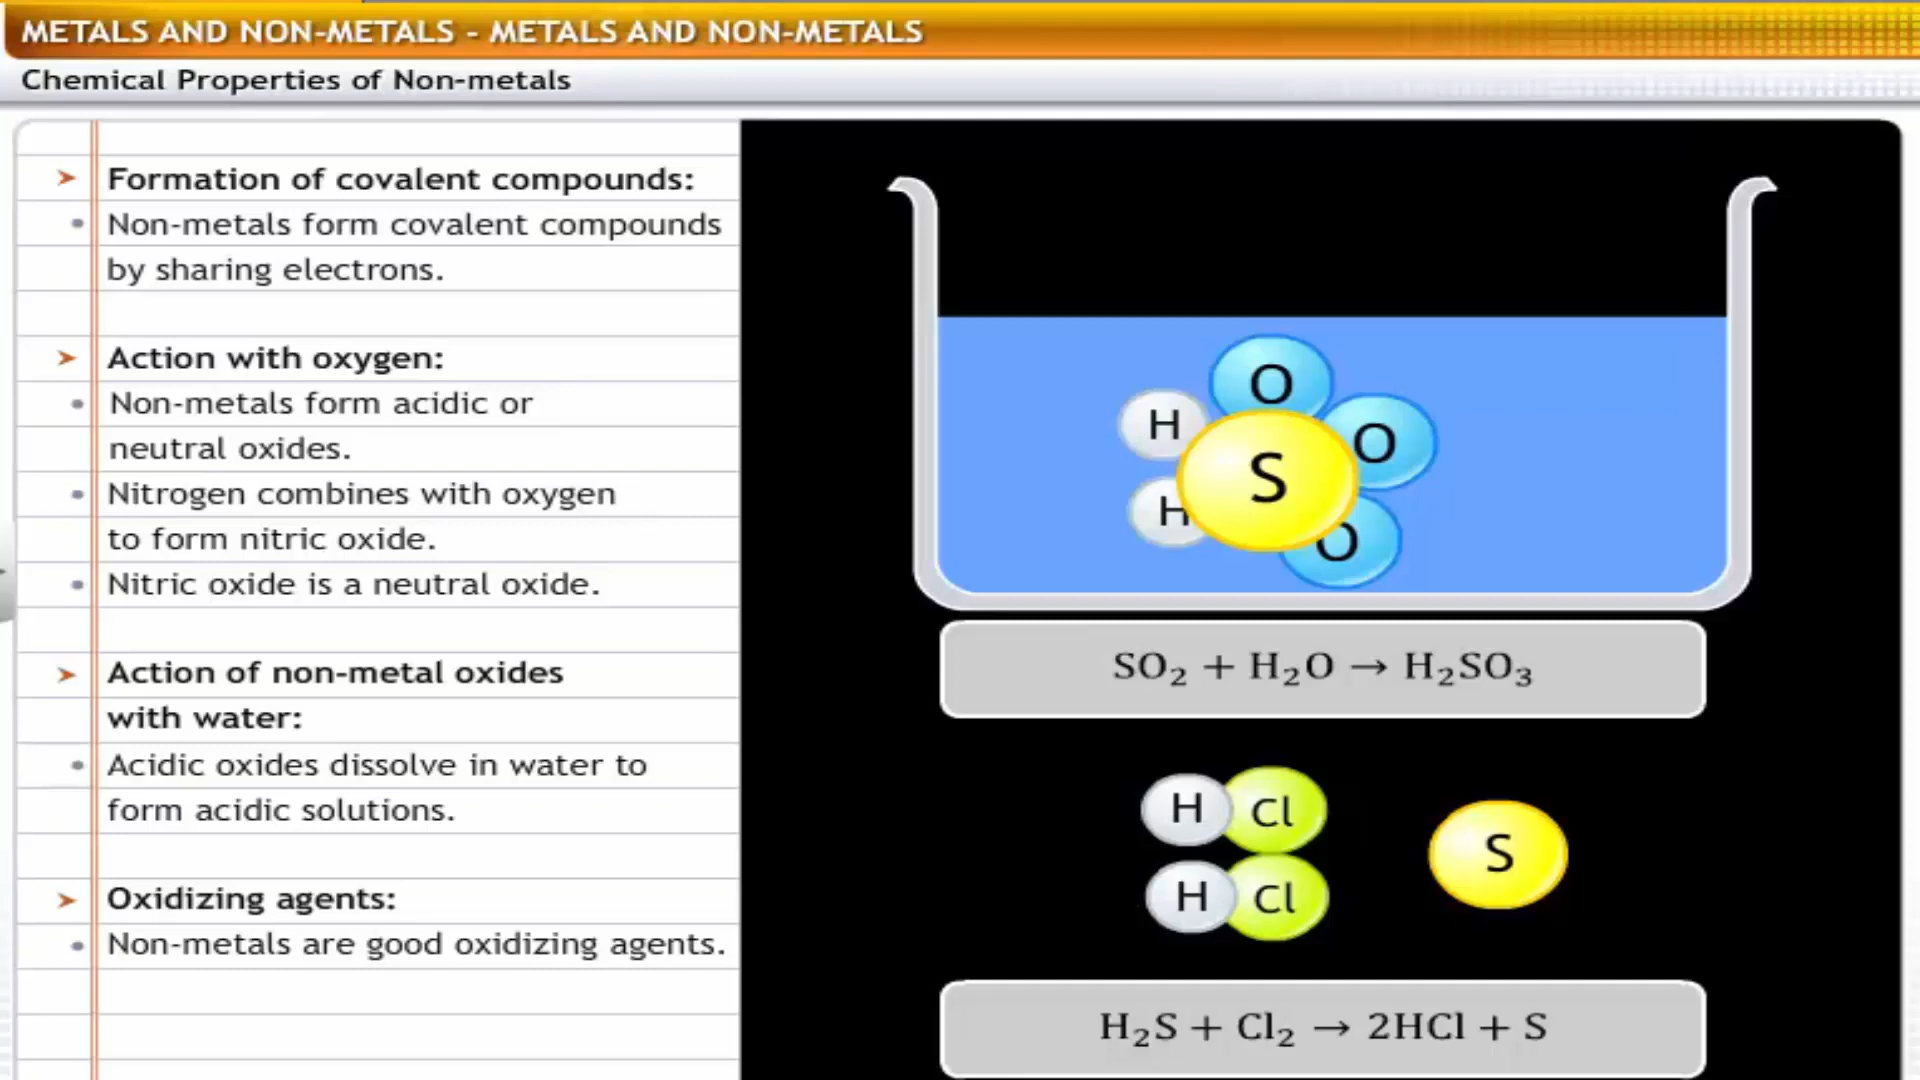 METALS AND NON-METALS - METALS AND NON-METALS
Chemical Properties of Non-metals
➤ Formation of covalent compounds:
• Non-metals form covalent compounds
by sharing electrons.
➤ Action with oxygen:
• Non-metals form acidic or
neutral oxides.
• Nitrogen combines with oxygen
to form nitric oxide.
• Nitric oxide is a neutral oxide.
➤ Action of non-metal oxides
with water:
• Acidic oxides dissolve in water to
form acidic solutions.
➤ Oxidizing agents:
• Non-metals are good oxidizing agents.
O
H
O
S
H
O
SO₂ + H₂O → H₂SO₃
H Cl
S
H Cl
H₂S + Cl₂ → 2HCl + S